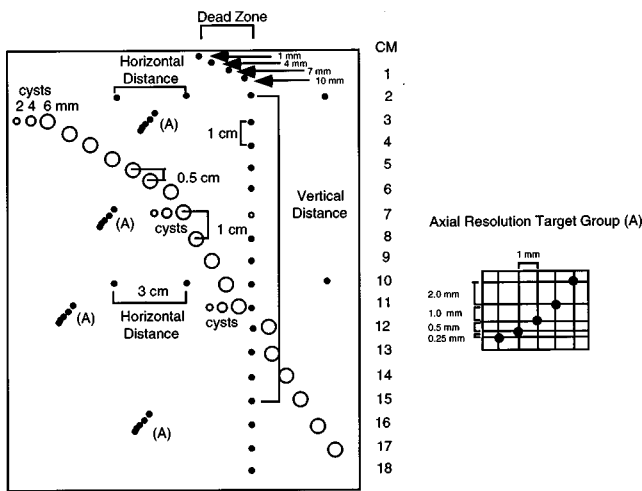 Dead Zone
CM
1 mm
4 mm
7 mm
10 mm
Horizontal
Distance
cysts
2 4 6 mm
(A)
1 cm
0.5 cm
Vertical
Distance
(A)
cysts
1 cm
3 cm
Horizontal
Distance
(A)
cysts
(A)
1
2
3
4
5
6
7
8
9
10
11
12
13
14
15
16
17
18
Axial Resolution Target Group (A)
1 mm
2.0 mm
1.0 mm
0.5 mm
0.25 mm